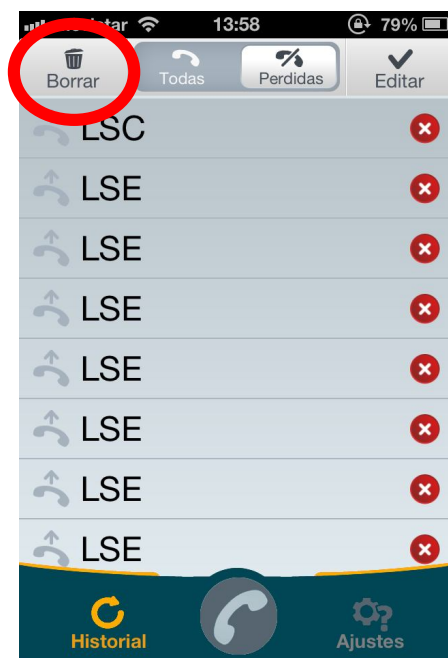 13:58 79%
Borrar Todas Perdidas Editar
LSC
LSE
LSE
LSE
LSE
LSE
LSE
LSE
Historial Ajustes